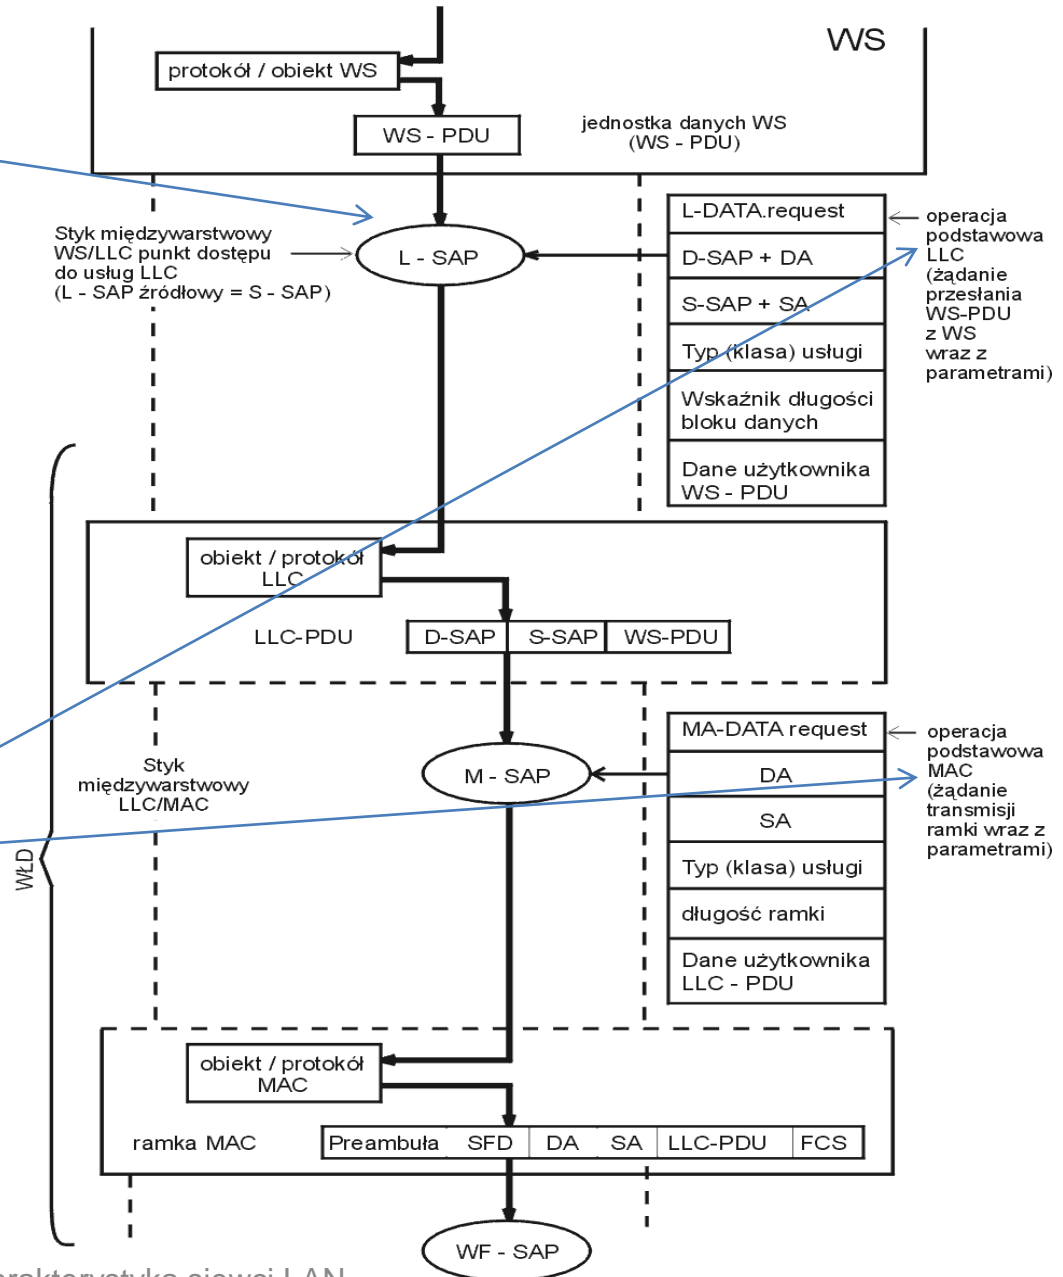 WS
protokół / obiekt WS
WS - PDU
jednostka danych WS
(WS - PDU)
Styk międzywarstwowy
WS/LLC punkt dostępu
do usług LLC
(L - SAP źródłowy = S - SAP)
L - SAP
L-DATA.request
D-SAP + DA
S-SAP + SA
Typ (klasa) usługi
Wskaźnik długości
bloku danych
Dane użytkownika
WS - PDU
operacja
podstawowa
LLC
(żądanie
przesłania
WS-PDU
z WS
wraz z
parametrami)
WŁD
obiekt / protokół
LLC
LLC-PDU
D-SAP
S-SAP
WS-PDU
Styk
międzywarstwowy
LLC/MAC
M - SAP
MA-DATA request
DA
SA
Typ (klasa) usługi
długość ramki
Dane użytkownika
LLC - PDU
operacja
podstawowa
MAC
(żądanie
transmisji
ramki wraz z
parametrami)
obiekt / protokół
MAC
ramka MAC
Preambuła
SFD
DA
SA
LLC-PDU
FCS
WF - SAP